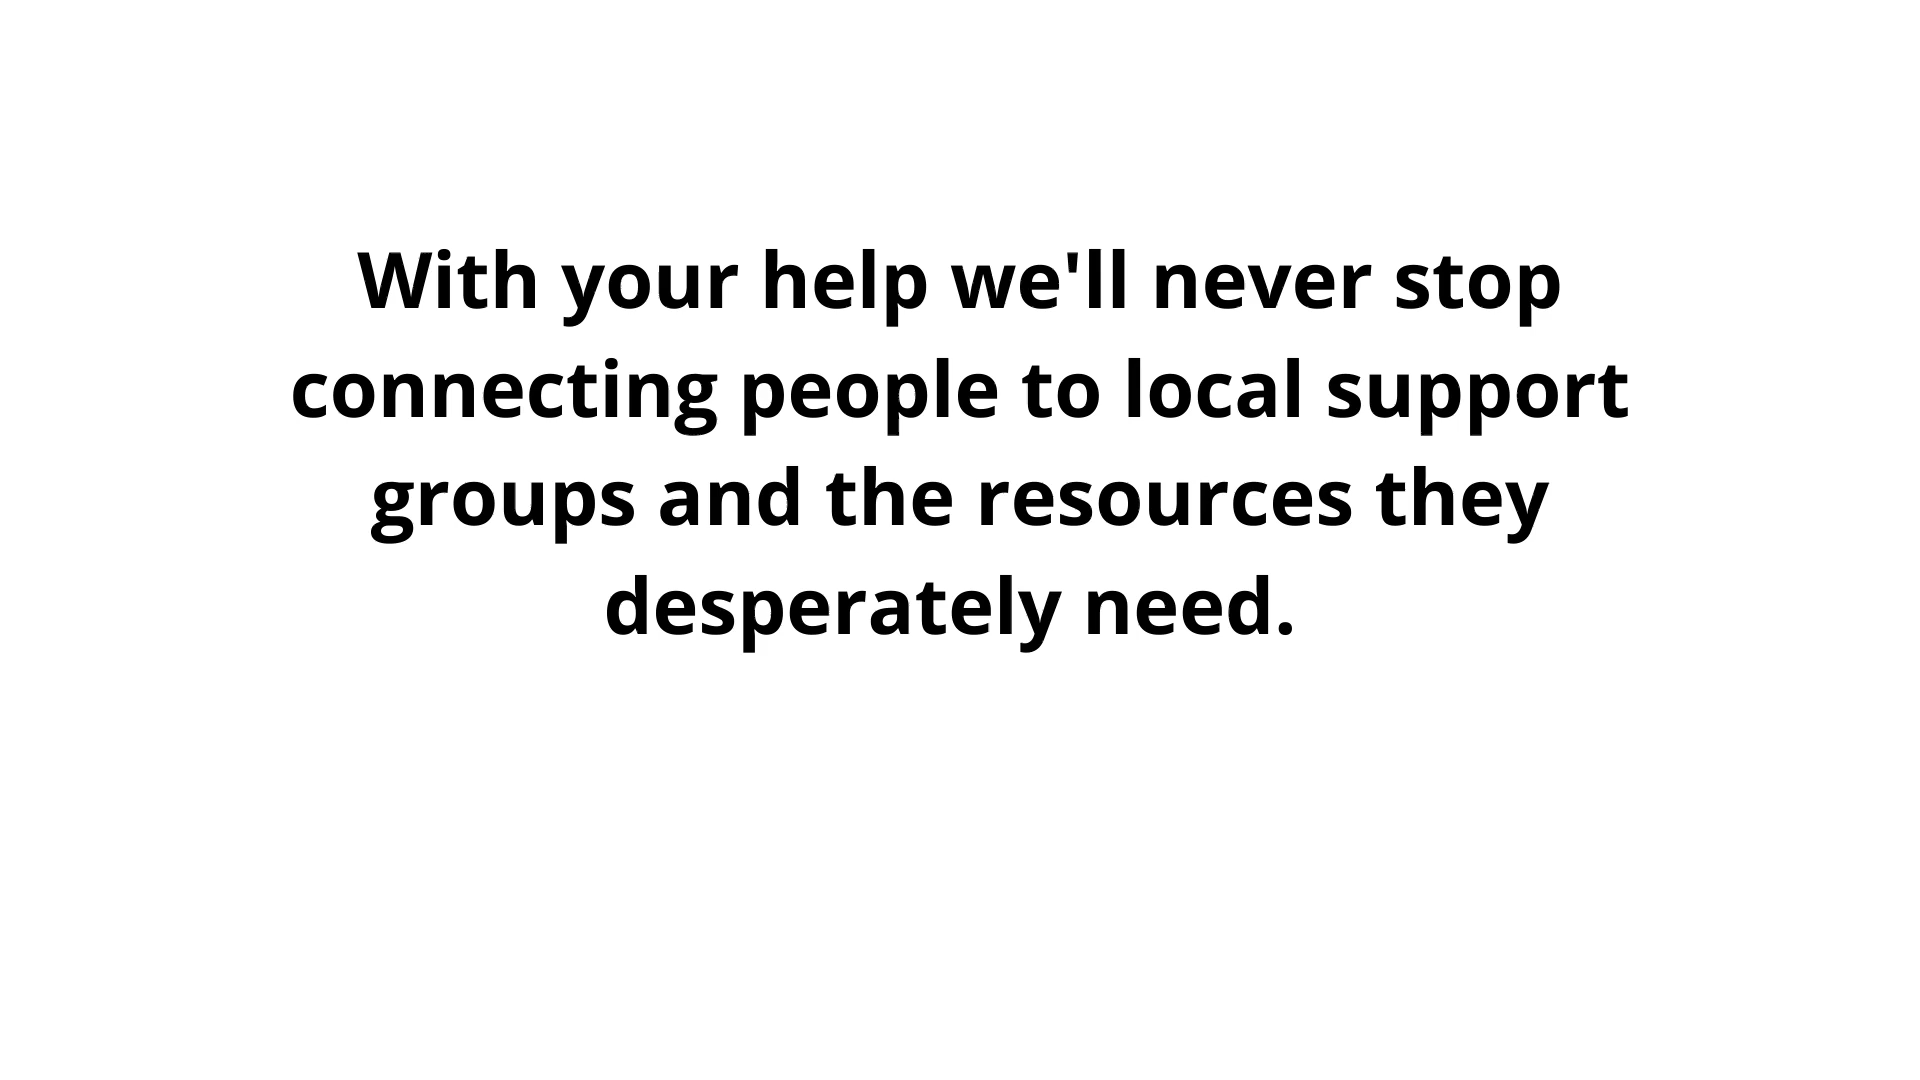 With your help we'll never stop
connecting people to local support
groups and the resources they
desperately need.